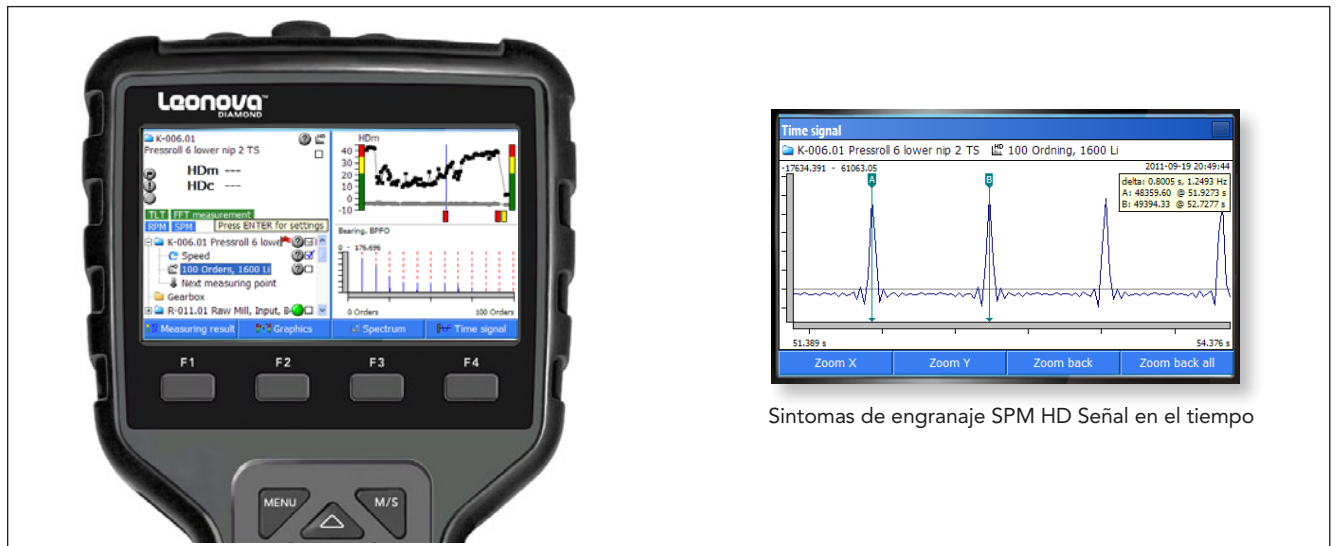 Leonova™
DIAMOND
K-006.01
Pressroll 6 lower nip 2 TS
HDm ---
HDc ---
TLT FFT measurement
RPM SPM Press ENTER for settings
K-006.01 Pressroll 6 lowe
Speed
100 Orders, 1600 Li
Next measuring point
Gearbox
R-011.01 Raw Mill, Input, B
HDm
40
30
20
10
0
-10
Bearing, BPFO
0 - 176.696
0 Orders 100 Orders
Measuring result Graphics Spectrum Time signal
F1 F2 F3 F4
MENU M/S
Time signal
K-006.01 Pressroll 6 lower nip 2 TS HD 100 Ordning, 1600 Li
-17634.391 - 61063.05 2011-09-19 20:49:44
A B
delta: 0.8005 s, 1.2493 Hz
A: 48359.60 @ 51.9273 s
B: 49394.33 @ 52.7277 s
51.389 s 54.376 s
Zoom X Zoom Y Zoom back Zoom back all
Sintomas de engranaje SPM HD Señal en el tiempo